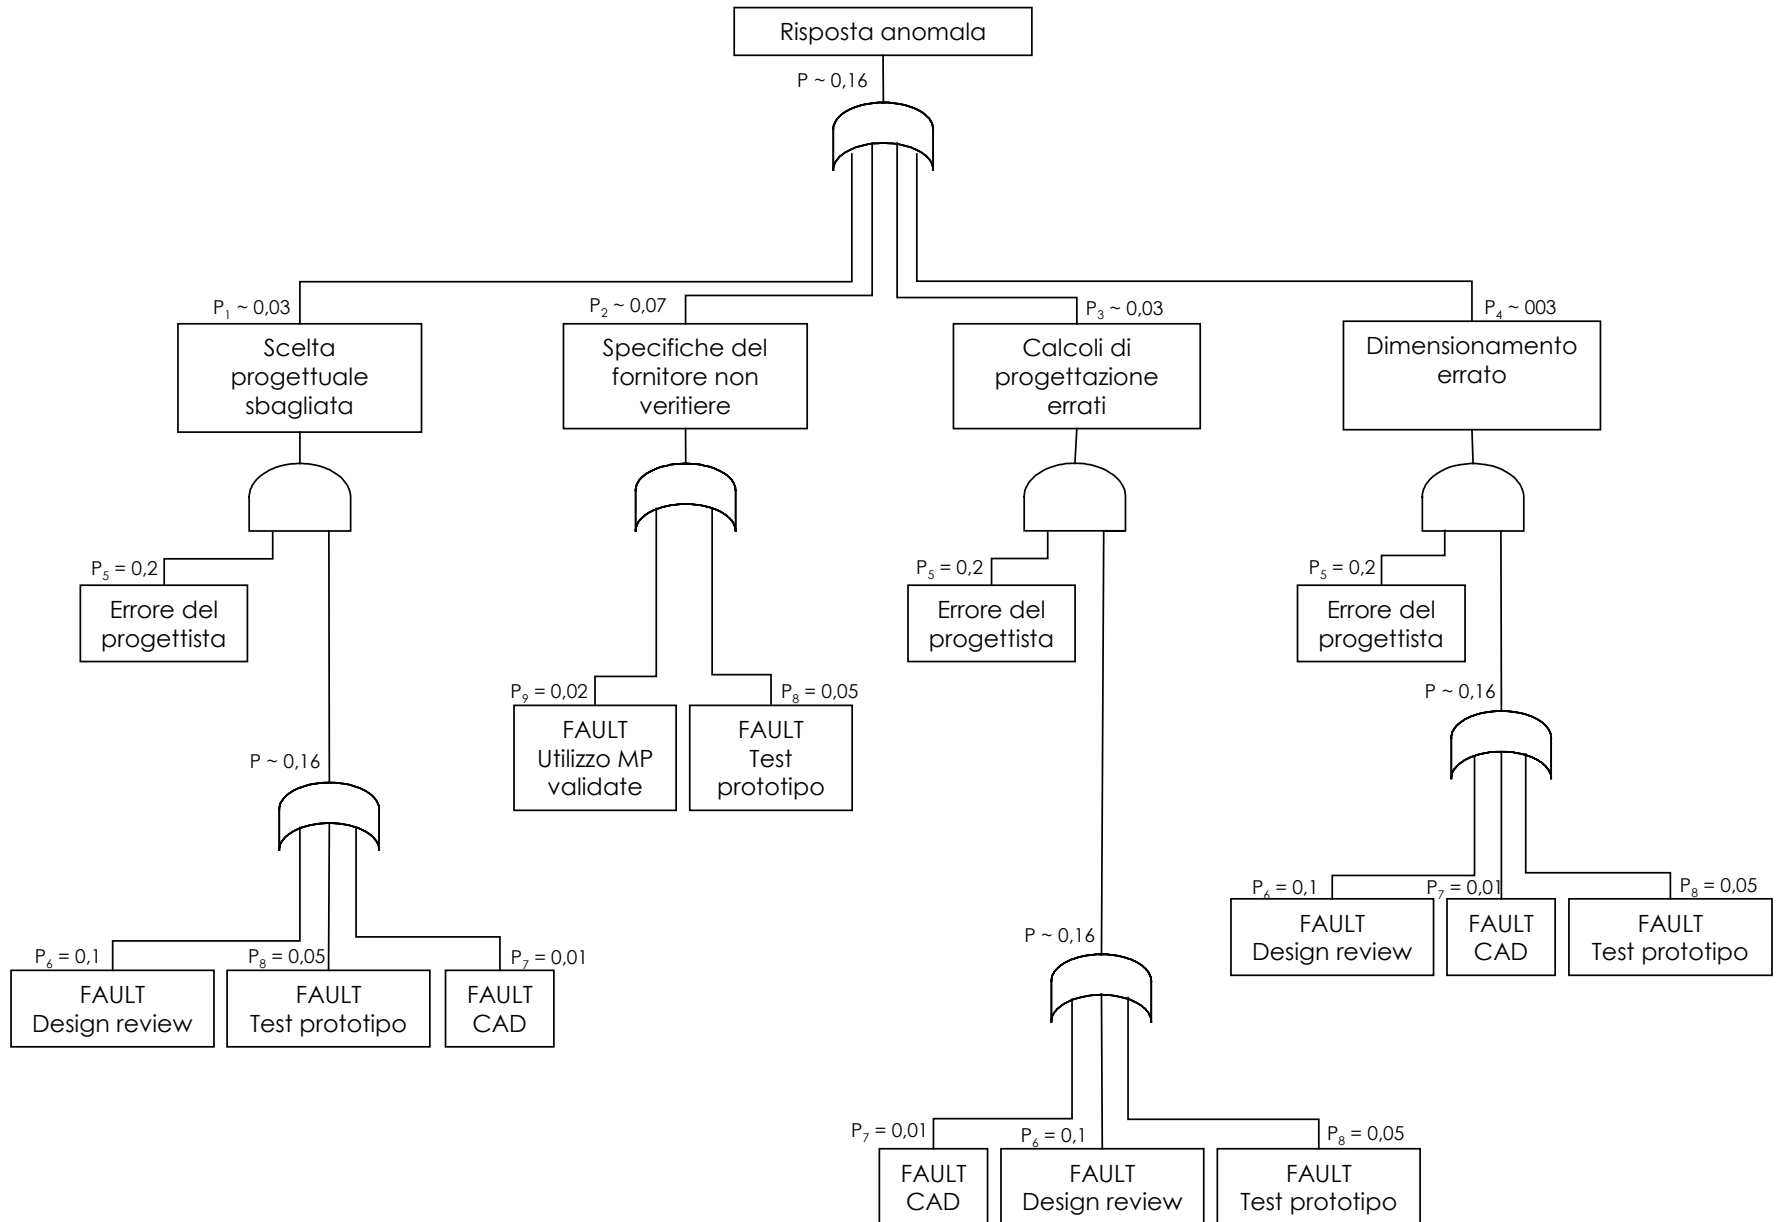 Risposta anomala
P ~ 0,16
P₁ ~ 0,03
P₂ ~ 0,07
P₃ ~ 0,03
P₄ ~ 003
Scelta
progettuale
sbagliata
Specifiche del
fornitore non
veritiere
Calcoli di
progettazione
errati
Dimensionamento
errato
P₅ = 0,2
Errore del
progettista
P₅ = 0,2
Errore del
progettista
P₅ = 0,2
Errore del
progettista
P₉ = 0,02
FAULT
Utilizzo MP
validate
P₈ = 0,05
FAULT
Test
prototipo
P ~ 0,16
P ~ 0,16
P₆ = 0,1
FAULT
Design review
P₇ = 0,01
FAULT
CAD
P₈ = 0,05
FAULT
Test prototipo
P₆ = 0,1
FAULT
Design review
P₈ = 0,05
FAULT
Test prototipo
P₇ = 0,01
FAULT
CAD
P ~ 0,16
P₇ = 0,01
FAULT
CAD
P₆ = 0,1
FAULT
Design review
P₈ = 0,05
FAULT
Test prototipo